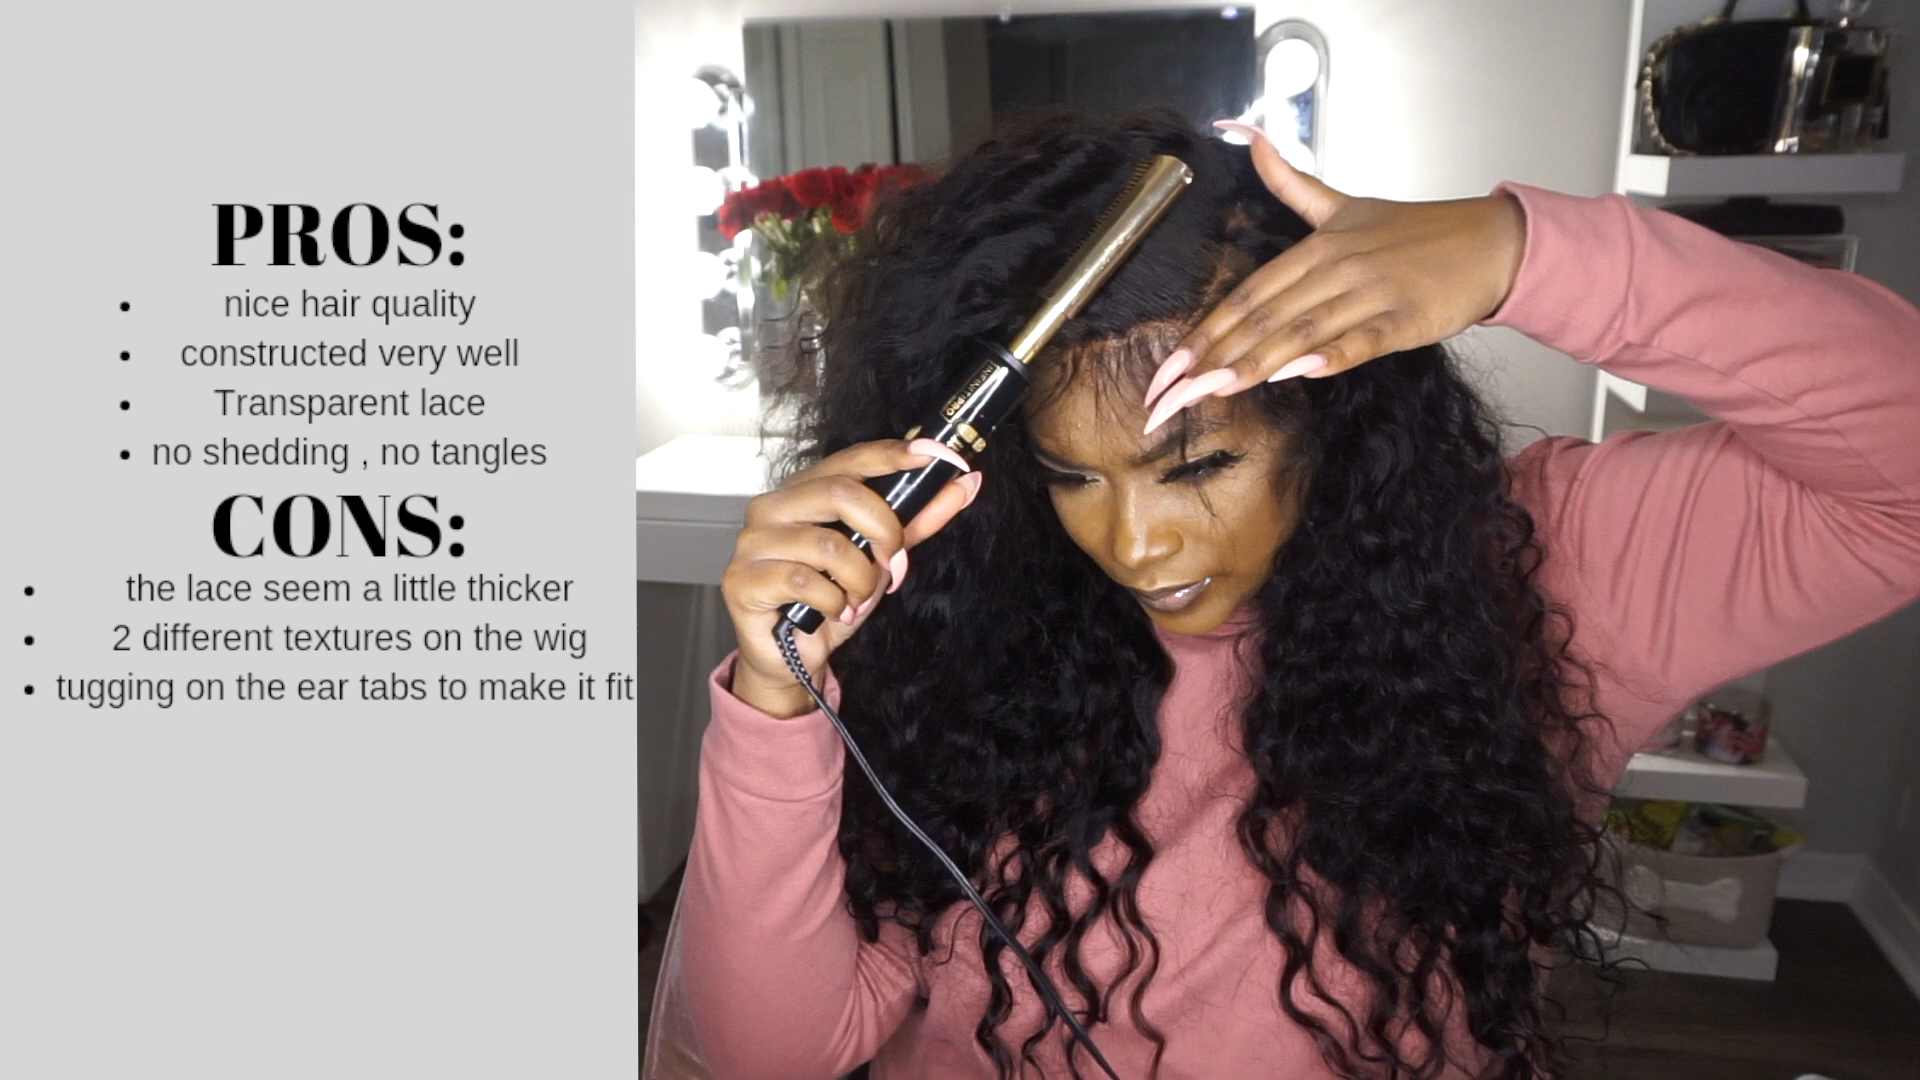 PROS:
nice hair quality
constructed very well
Transparent lace
no shedding , no tangles
CONS:
the lace seem a little thicker
2 different textures on the wig
tugging on the ear tabs to make it fit
INFINITIPRO